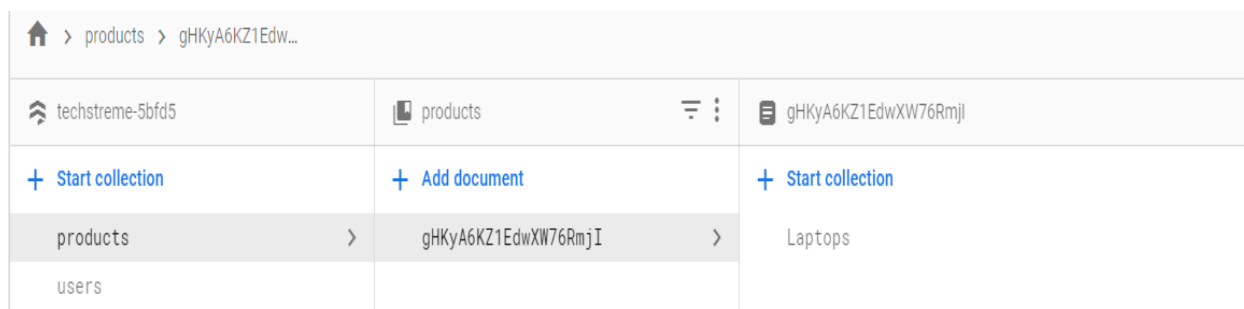 > products > gHKyA6KZ1Edw...
techstreme-5bfd5
products
gHKyA6KZ1EdwXW76RmjI
+ Start collection
+ Add document
+ Start collection
products >
gHKyA6KZ1EdwXW76RmjI >
Laptops
users